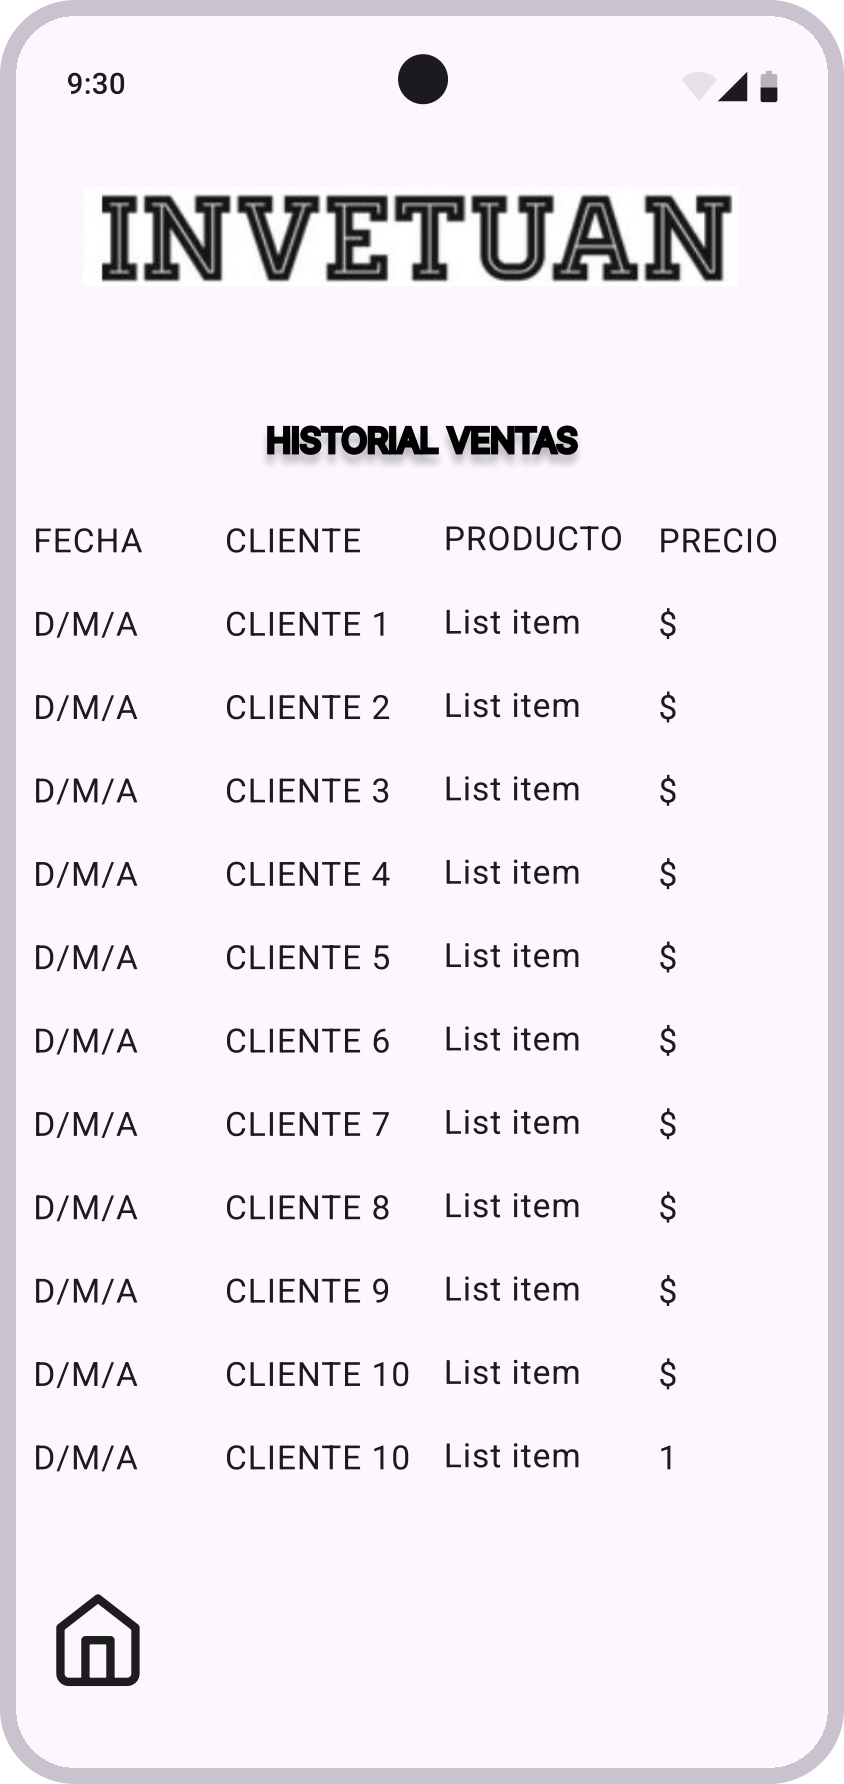 9:30
INVETUAN
HISTORIAL VENTAS
FECHA CLIENTE PRODUCTO PRECIO
D/M/A CLIENTE 1 List item $
D/M/A CLIENTE 2 List item $
D/M/A CLIENTE 3 List item $
D/M/A CLIENTE 4 List item $
D/M/A CLIENTE 5 List item $
D/M/A CLIENTE 6 List item $
D/M/A CLIENTE 7 List item $
D/M/A CLIENTE 8 List item $
D/M/A CLIENTE 9 List item $
D/M/A CLIENTE 10 List item $
D/M/A CLIENTE 10 List item 1